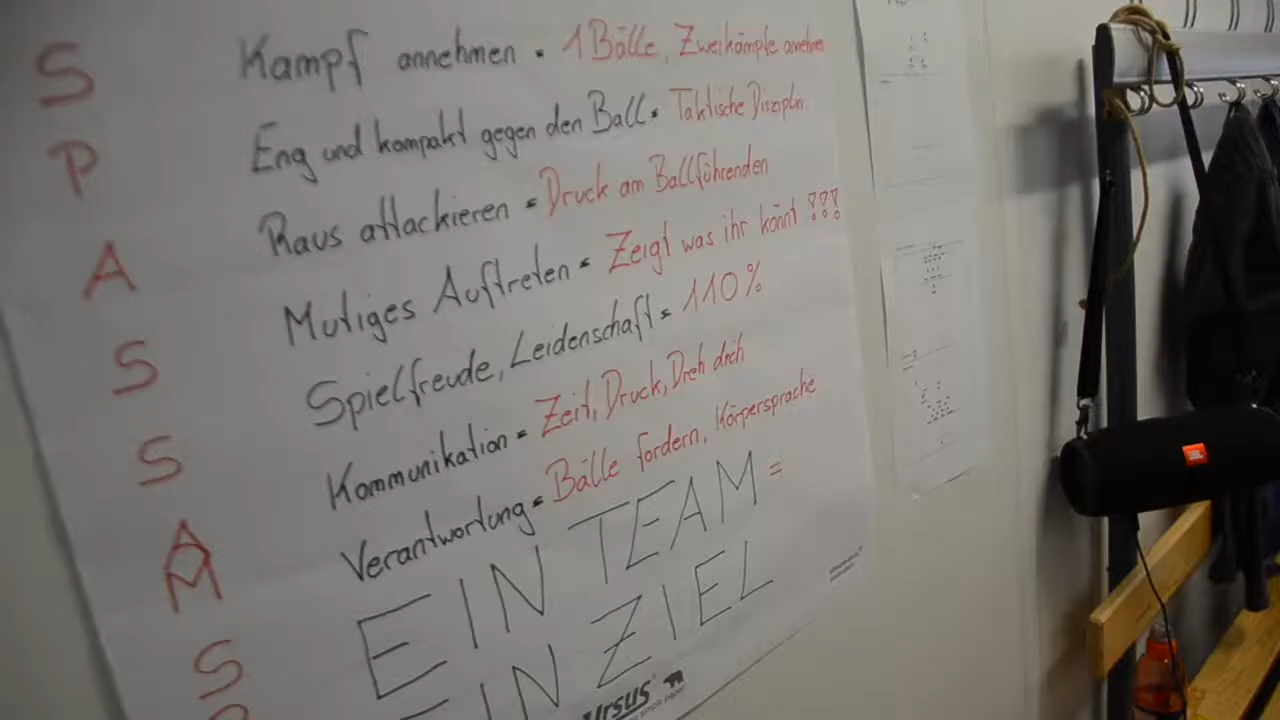 S
P
A
S
S
AM
S
Kampf annehmen = 1 Bälle, Zweikämpfe annehmen
Eng und kompakt gegen den Ball = Taktische Disziplin
Raus attackieren = Druck am Ballführenden
Mutiges Auftreten = Zeigt was ihr könnt !!!
Spielfreude, Leidenschaft = 110%
Kommunikation = Zeit, Druck, Dreh dich
Verantwortung = Bälle fordern, Körpersprache
EIN TEAM =
EIN ZIEL
Ursus
JBL